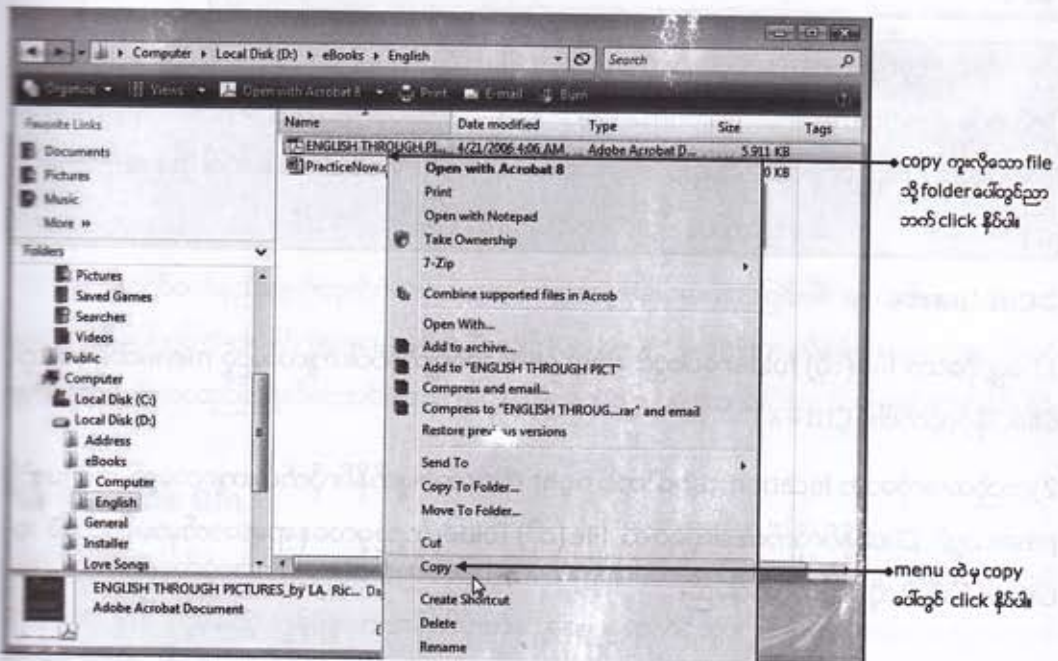 Computer ▸ Local Disk (D:) ▸ eBooks ▸ English
Search
Organize Views Open with Acrobat 8 Print E-mail Burn
Favorite Links
Documents
Pictures
Music
More »
Folders
Pictures
Saved Games
Searches
Videos
Public
Computer
Local Disk (C:)
Local Disk (D:)
Address
eBooks
Computer
English
General
Installer
Love Songs
Name Date modified Type Size Tags
ENGLISH THROUGH PI... 4/21/2006 4:06 AM Adobe Acrobat D... 5,911 KB
PracticeNow. 0 KB
Open with Acrobat 8
Print
Open with Notepad
Take Ownership
7-Zip
Combine supported files in Acrob
Open With...
Add to archive...
Add to "ENGLISH THROUGH PICT"
Compress and email...
Compress to "ENGLISH THROUG...rar" and email
Restore previous versions
Send To
Copy To Folder...
Move To Folder...
Cut
Copy
Create Shortcut
Delete
Rename
ENGLISH THROUGH PICTURES_by I.A. Ric...
Adobe Acrobat Document
copy ကူးလိုသော file
သို့ folder ပေါ်တွင်ညာ
ဘက် click နှိပ်ပါ။
menu ထဲမှ copy
ပေါ်တွင် click နှိပ်ပါ။